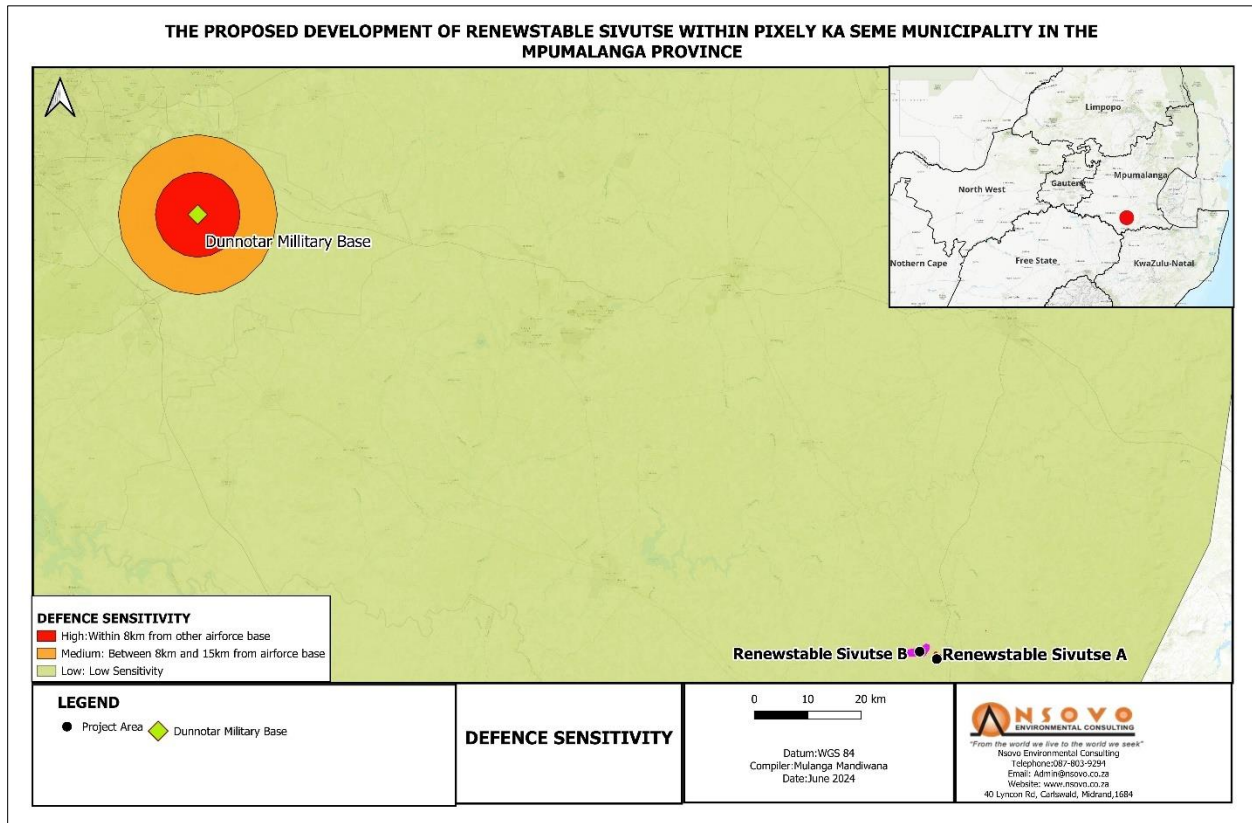 THE PROPOSED DEVELOPMENT OF RENEWSTABLE SIVUTSE WITHIN PIXELY KA SEME MUNICIPALITY IN THE
MPUMALANGA PROVINCE
Dunnotar Millitary Base
Limpopo
North West
Gauteng
Mpumalanga
Nothern Cape
Free State
KwaZulu-Natal
Renewstable Sivutse B
Renewstable Sivutse A
DEFENCE SENSITIVITY
High:Within 8km from other airforce base
Medium: Between 8km and 15km from airforce base
Low: Low Sensitivity
LEGEND
Project Area
Dunnotar Military Base
DEFENCE SENSITIVITY
0 10 20 km
Datum:WGS 84
Compiler:Mulanga Mandiwana
Date:June 2024
NSOVO
ENVIRONMENTAL CONSULTING
"From the world we live to the world we seek"
Nsovo Environmental Consulting
Telephone:087-803-9294
Email: Admin@nsovo.co.za
Website: www.nsovo.co.za
40 Lyncon Rd, Carlswald, Midrand,1684